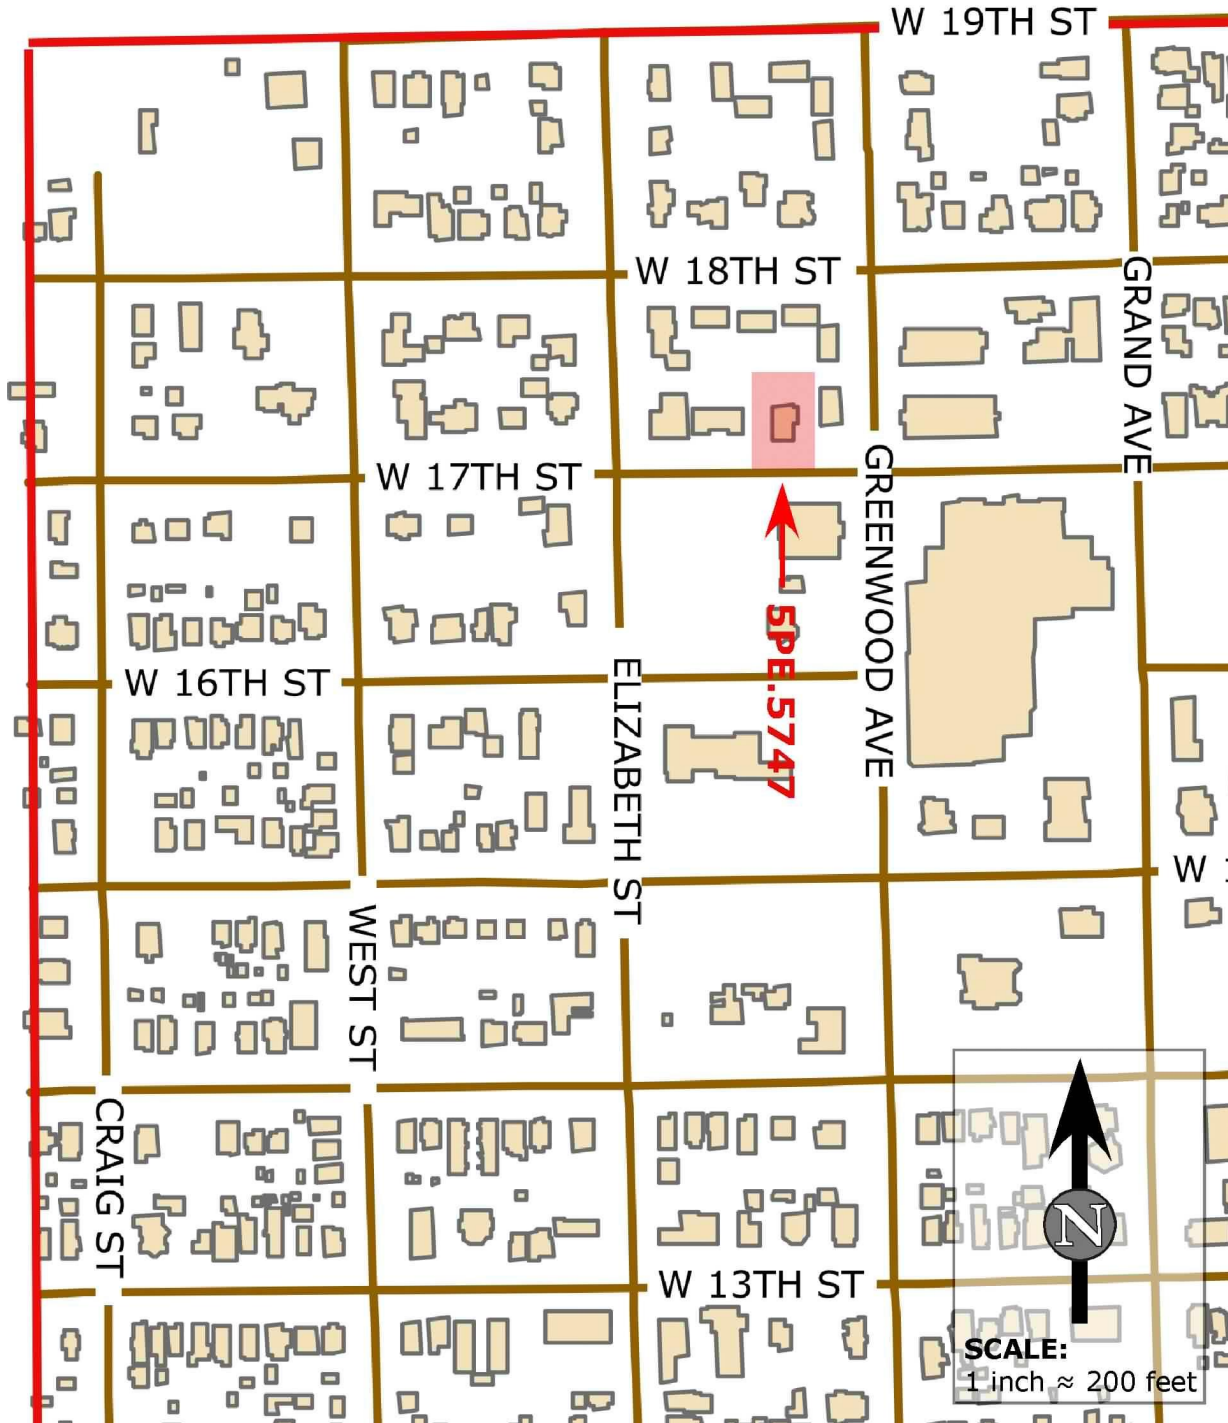 W 19TH ST
W 18TH ST
GRAND AVE
W 17TH ST
GREENWOOD AVE
5PE.5747
W 16TH ST
ELIZABETH ST
W
WEST ST
CRAIG ST
W 13TH ST
N
SCALE:
1 inch ≈ 200 feet